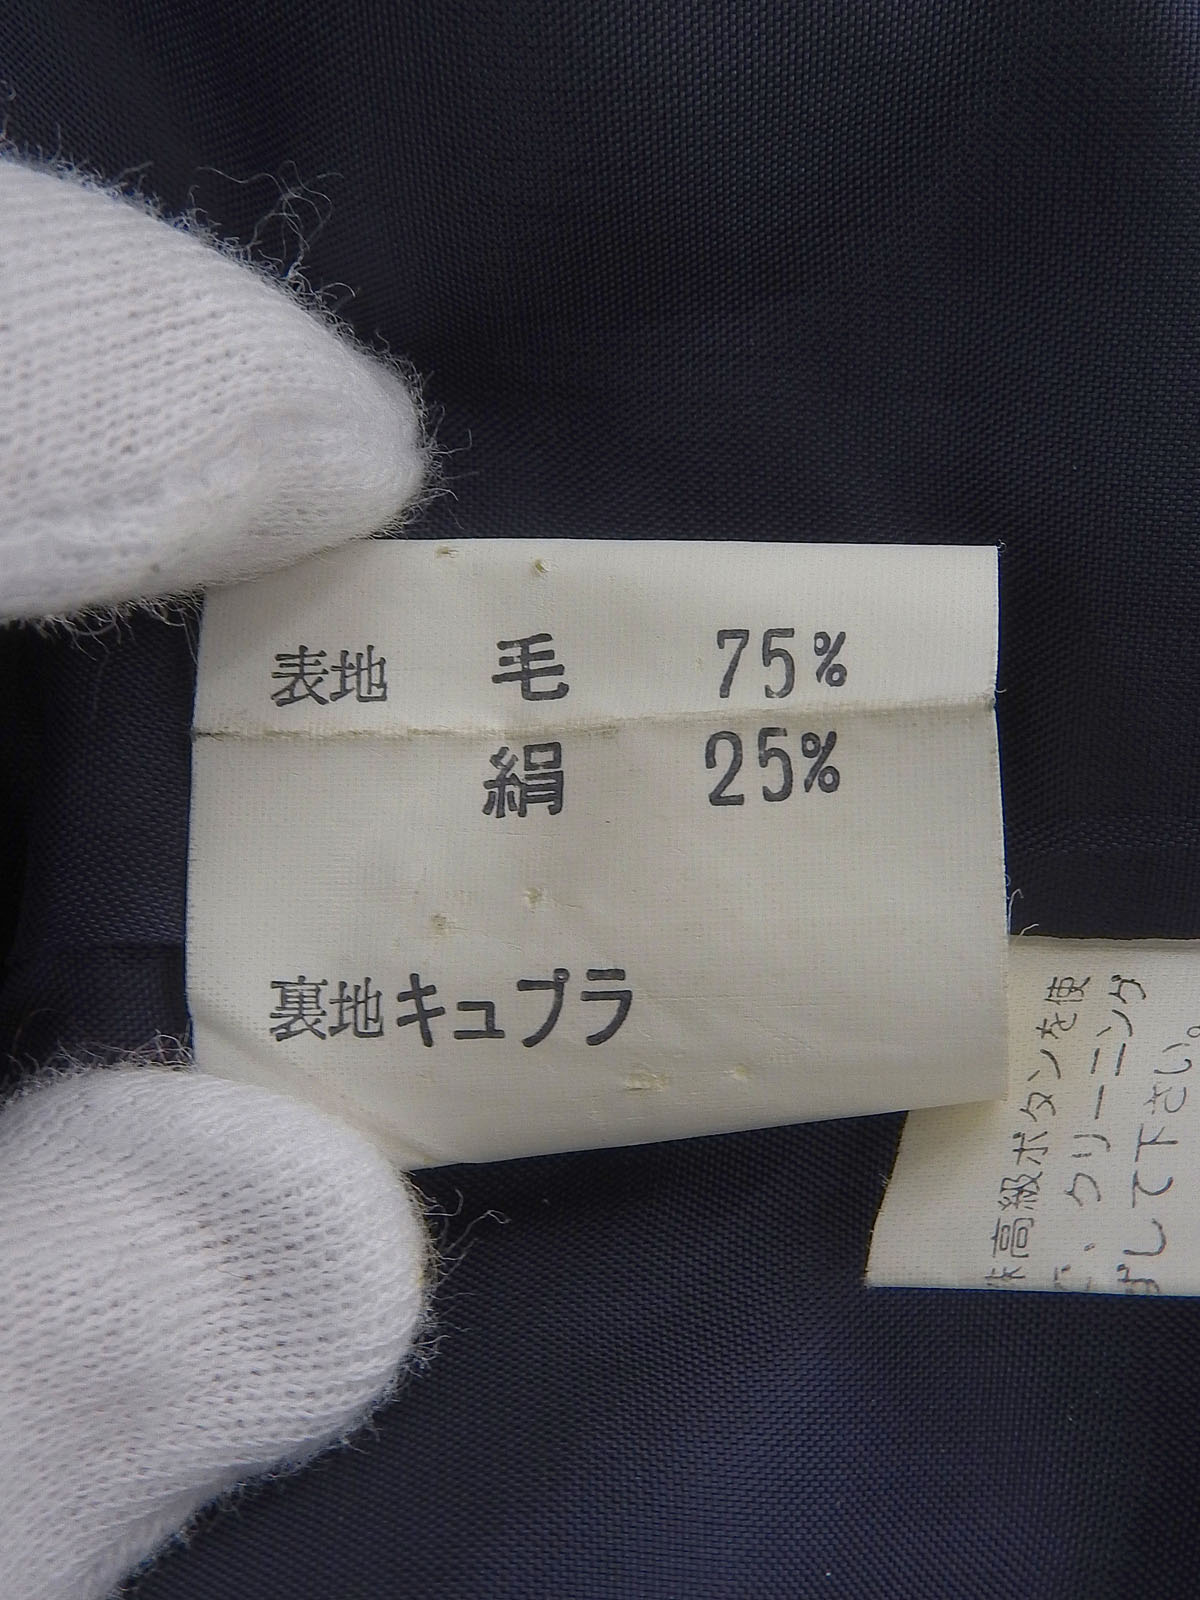 表地 毛 75%
絹 25%
裏地キュプラ
高級ボタンを使
、クリーニング
して下さい。